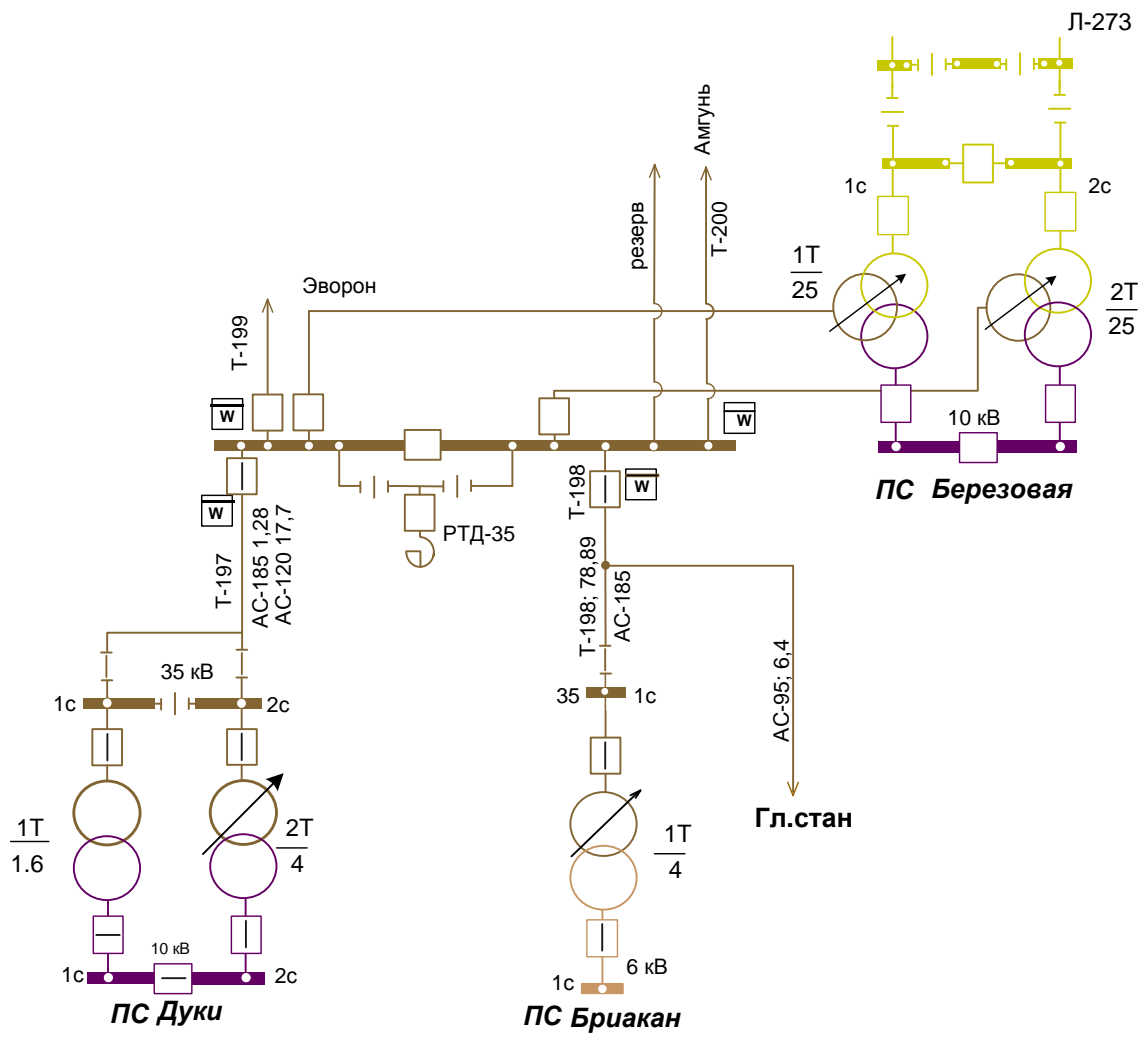 Л-273
Амгунь
резерв
Т-200
1с
2с
1Т
25
2Т
25
Эворон
Т-199
W
W
10 кВ
ПС Березовая
Т-198
W
W
РТД-35
Т-197
АС-185 1,28
АС-120 17,7
Т-198; 78,89
АС-185
АС-95; 6,4
35 кВ
1с
2с
35
1с
Гл.стан
1Т
1.6
2Т
4
1Т
4
10 кВ
1с
2с
6 кВ
1с
ПС Дуки
ПС Бриакан